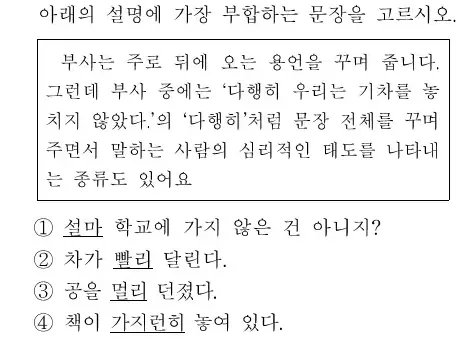 아래의 설명에 가장 부합하는 문장을 고르시오.
부사는 주로 뒤에 오는 용언을 꾸며 줍니다.
그런데 부사 중에는 ‘다행히 우리는 기차를 놓
치지 않았다.’의 ‘다행히’처럼 문장 전체를 꾸며
주면서 말하는 사람의 심리적인 태도를 나타내
는 종류도 있어요
① 설마 학교에 가지 않은 건 아니지?
② 차가 빨리 달린다.
③ 공을 멀리 던졌다.
④ 책이 가지런히 놓여 있다.